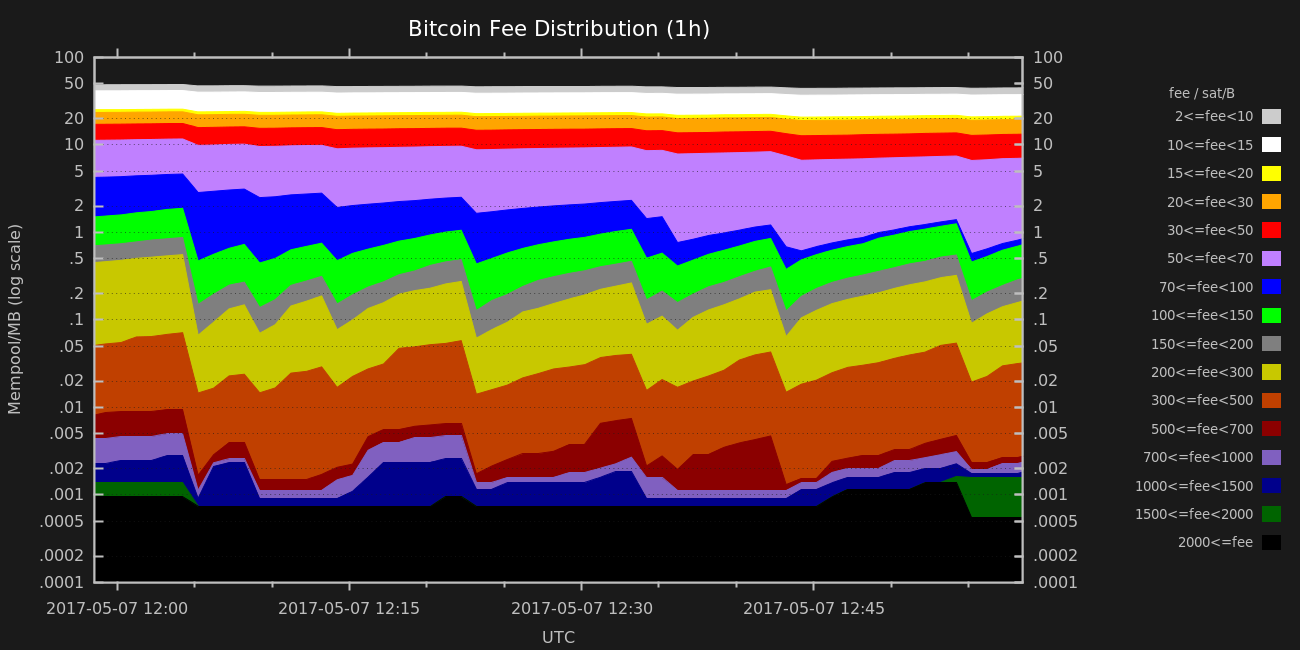 Bitcoin Fee Distribution (1h)
100 100
50 50
20 20
10 10
5 5
2 2
1 1
.5 .5
.2 .2
.1 .1
.05 .05
.02 .02
.01 .01
.005 .005
.002 .002
.001 .001
.0005 .0005
.0002 .0002
.0001 .0001
Mempool/MB (log scale)
2017-05-07 12:00 2017-05-07 12:15 2017-05-07 12:30 2017-05-07 12:45
UTC
fee / sat/B
2<=fee<10
10<=fee<15
15<=fee<20
20<=fee<30
30<=fee<50
50<=fee<70
70<=fee<100
100<=fee<150
150<=fee<200
200<=fee<300
300<=fee<500
500<=fee<700
700<=fee<1000
1000<=fee<1500
1500<=fee<2000
2000<=fee